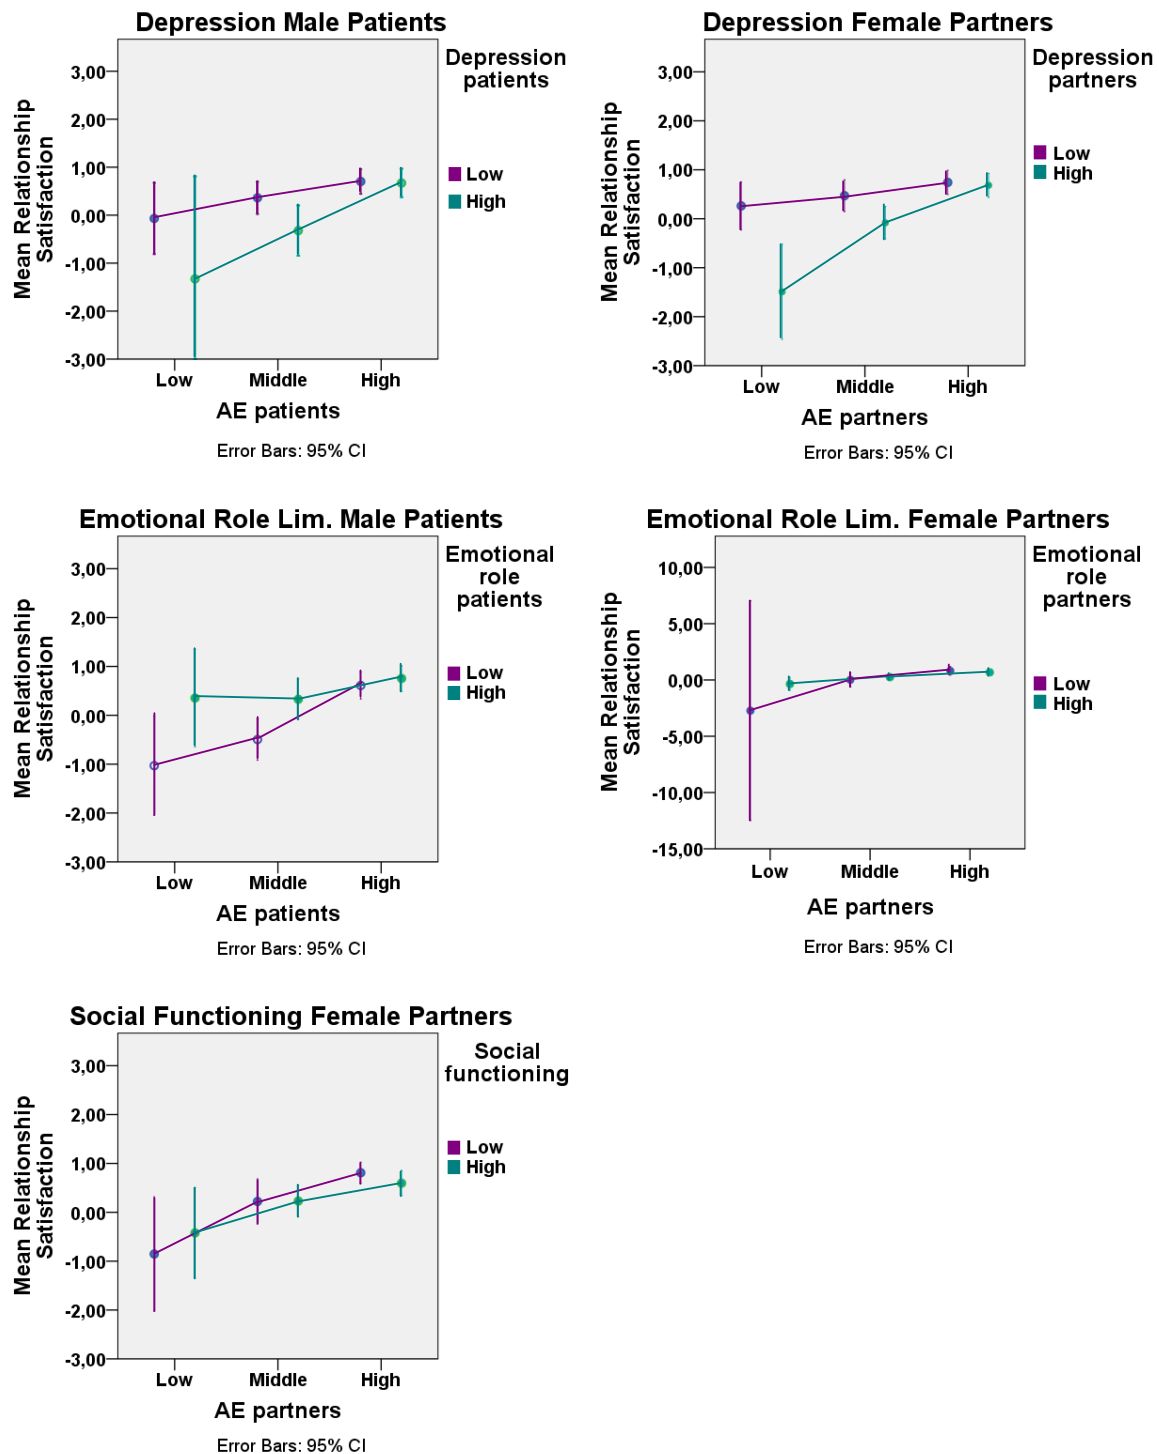 Depression Male Patients
Mean Relationship
Satisfaction
3,00
2,00
1,00
0,00
-1,00
-2,00
-3,00
Low
Middle
High
AE patients
Error Bars: 95% CI
Depression
patients
Low
High
Depression Female Partners
Mean Relationship
Satisfaction
3,00
2,00
1,00
0,00
-1,00
-2,00
-3,00
Low
Middle
High
AE partners
Error Bars: 95% CI
Depression
partners
Low
High
Emotional Role Lim. Male Patients
Mean Relationship
Satisfaction
3,00
2,00
1,00
0,00
-1,00
-2,00
-3,00
Low
Middle
High
AE patients
Error Bars: 95% CI
Emotional
role
patients
Low
High
Emotional Role Lim. Female Partners
Mean Relationship
Satisfaction
10,00
5,00
0,00
-5,00
-10,00
-15,00
Low
Middle
High
AE partners
Error Bars: 95% CI
Emotional
role
partners
Low
High
Social Functioning Female Partners
Mean Relationship
Satisfaction
3,00
2,00
1,00
0,00
-1,00
-2,00
-3,00
Low
Middle
High
AE partners
Error Bars: 95% CI
Social
functioning
Low
High